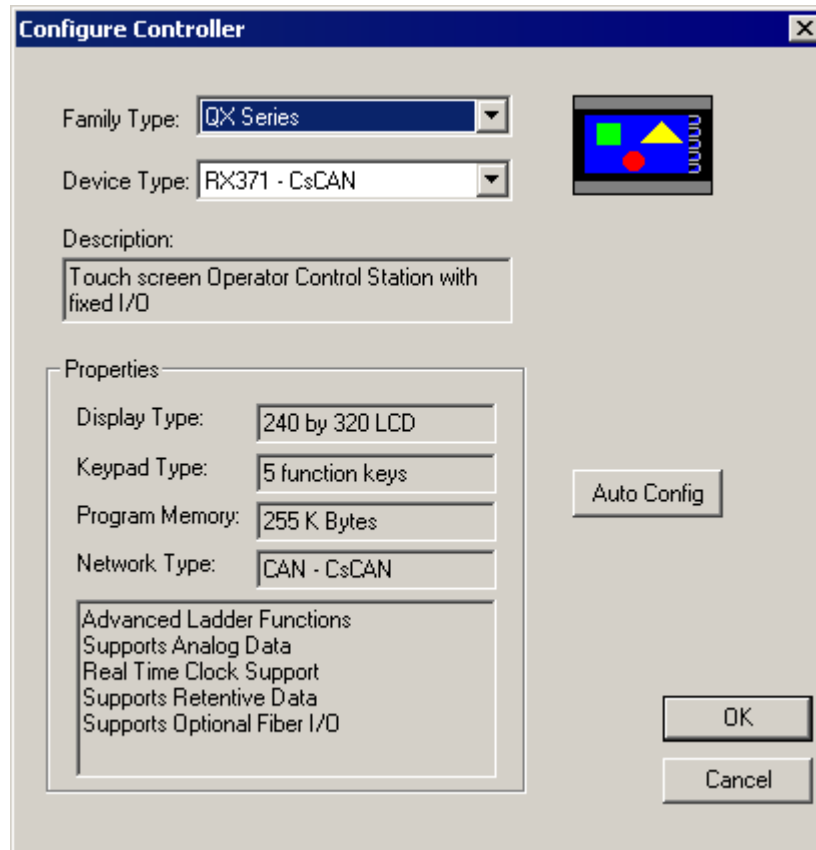 Configure Controller
Family Type: QX Series
Device Type: RX371 - CsCAN
Description:
Touch screen Operator Control Station with
fixed I/O
Properties
Display Type: 240 by 320 LCD
Keypad Type: 5 function keys
Program Memory: 255 K Bytes
Network Type: CAN - CsCAN
Advanced Ladder Functions
Supports Analog Data
Real Time Clock Support
Supports Retentive Data
Supports Optional Fiber I/O
Auto Config
OK
Cancel